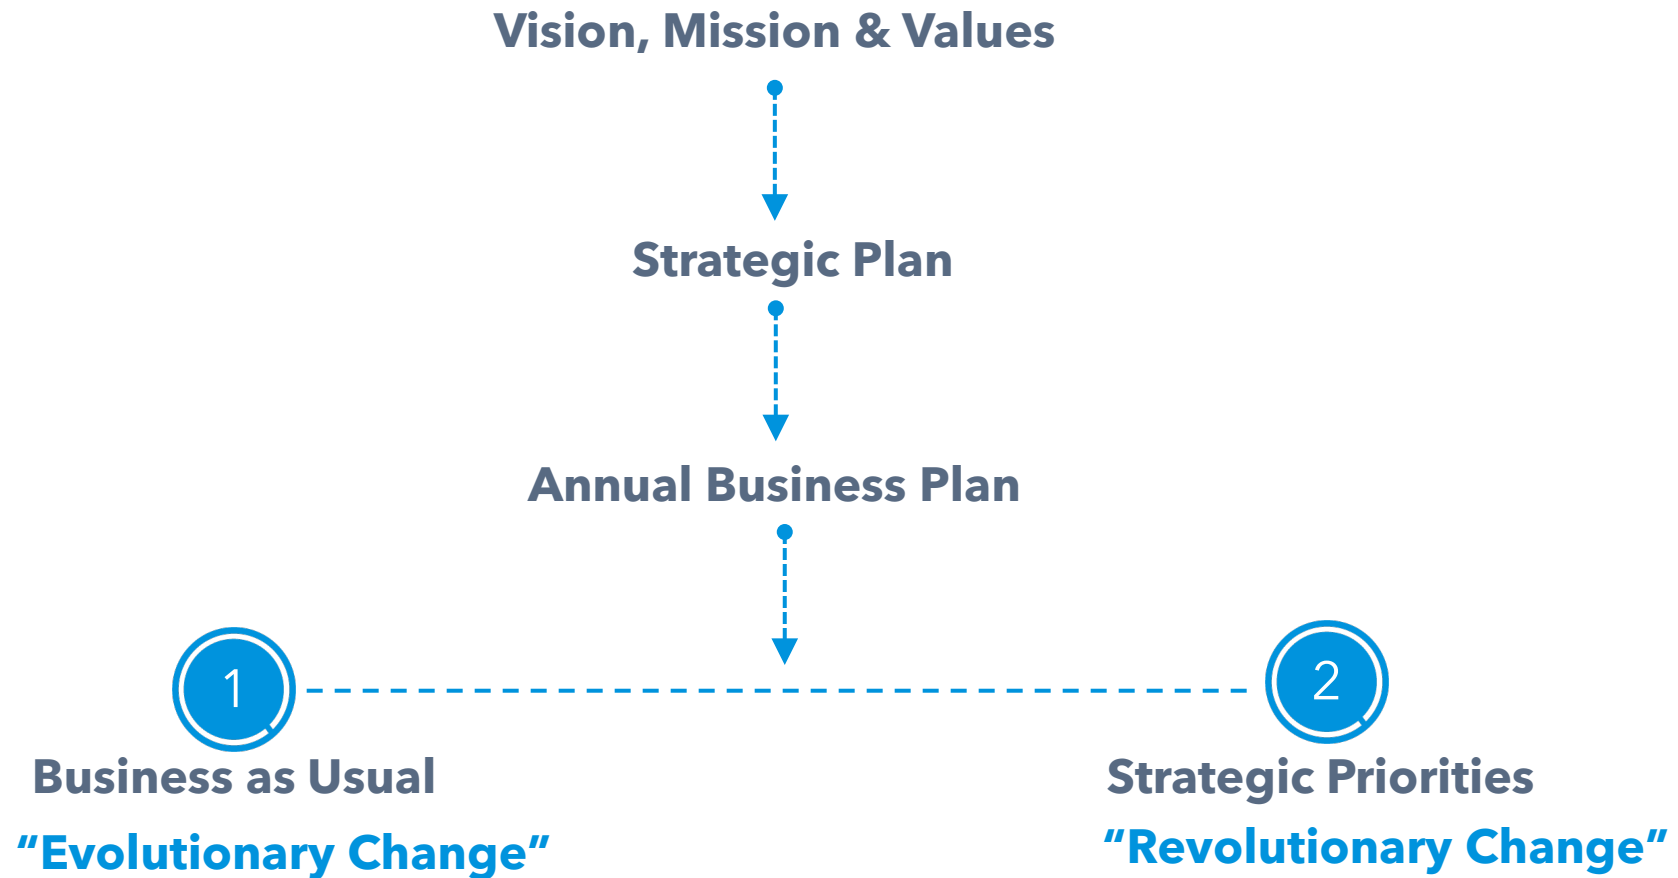 Vision, Mission & Values
Strategic Plan
Annual Business Plan
1
Business as Usual
“Evolutionary Change”
2
Strategic Priorities
“Revolutionary Change”